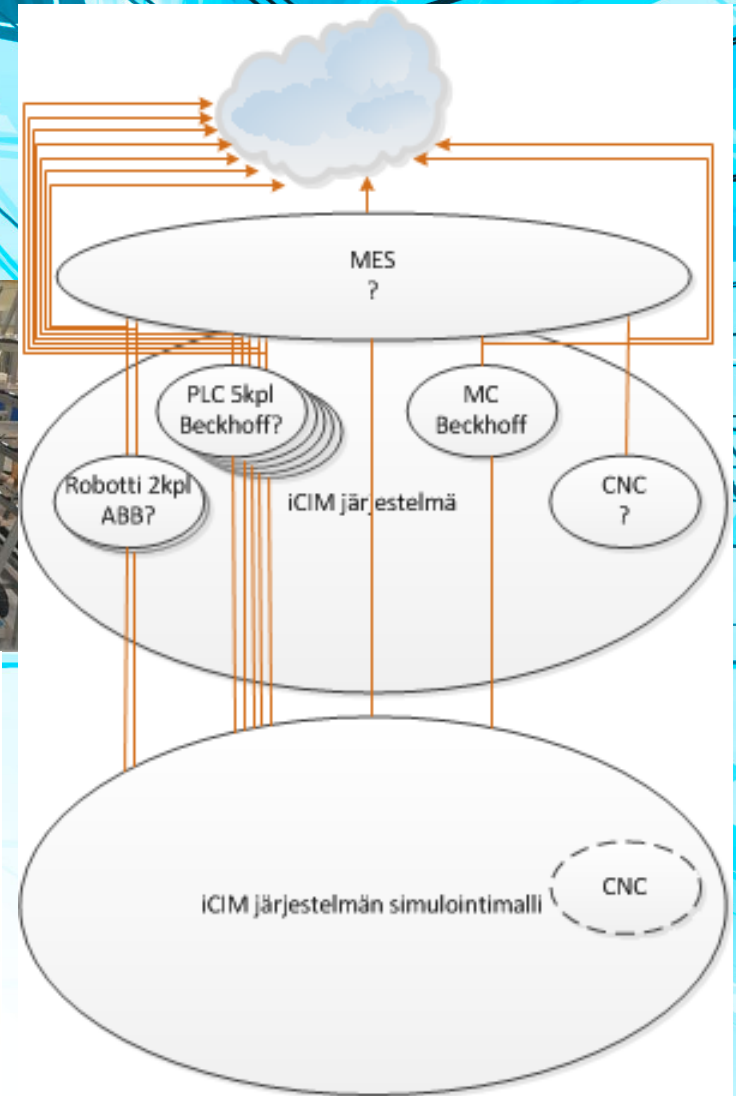 MES
?
PLC 5kpl
Beckhoff?
MC
Beckhoff
Robotti 2kpl
ABB?
iCIM järjestelmä
CNC
?
iCIM järjestelmän simulointimalli
CNC